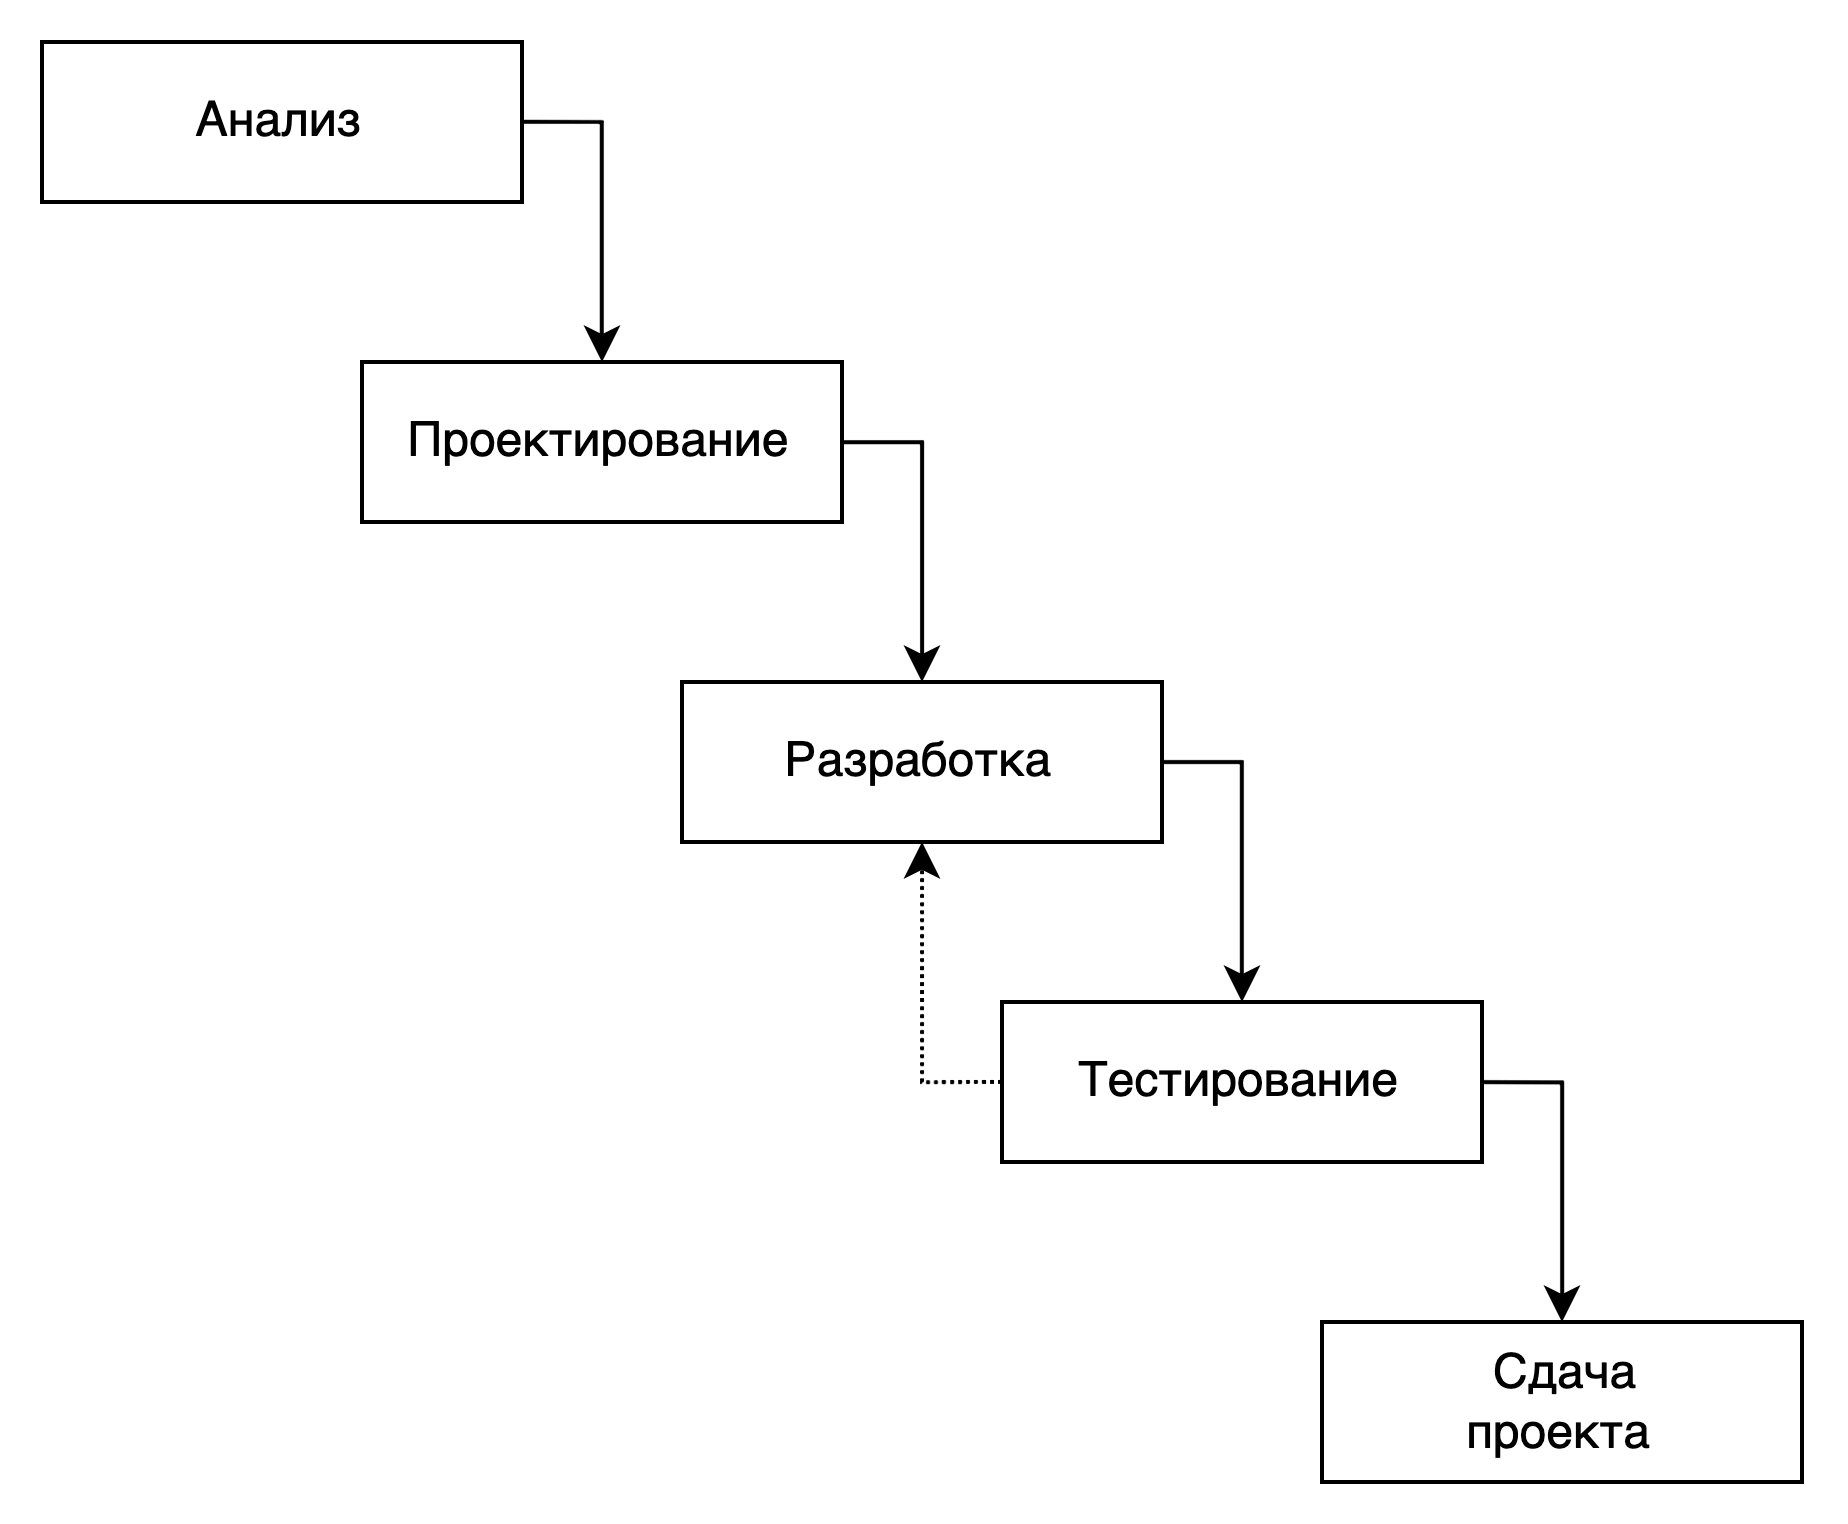 Анализ
Проектирование
Разработка
Тестирование
Сдача
проекта